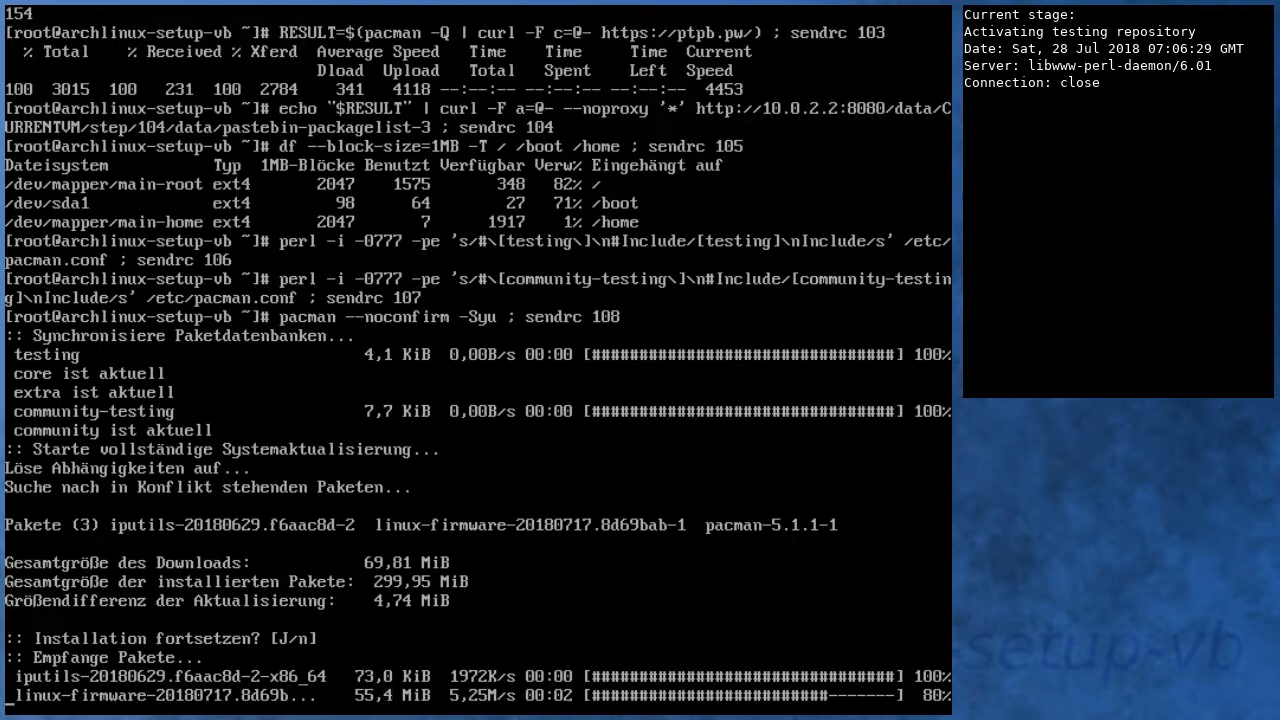 154
[root@archlinux-setup-vb ~]# RESULT=$(pacman -Q | curl -F c=@- https://ptpb.pw/) ; sendrc 103
  % Total    % Received % Xferd  Average Speed   Time    Time     Time  Current
                                 Dload  Upload   Total   Spent    Left  Speed
100  3015  100   231  100  2784    341   4118 --:--:-- --:--:-- --:--:--  4453
[root@archlinux-setup-vb ~]# echo "$RESULT" | curl -F a=@- --noproxy '*' http://10.0.2.2:8080/data/C
URRENTVM/step/104/data/pastebin-packagelist-3 ; sendrc 104
[root@archlinux-setup-vb ~]# df --block-size=1MB -T / /boot /home ; sendrc 105
Dateisystem           Typ  1MB-Blöcke Benutzt Verfügbar Verw% Eingehängt auf
/dev/mapper/main-root ext4       2047    1575       348   82% /
/dev/sda1             ext4         98      64        27   71% /boot
/dev/mapper/main-home ext4       2047       7      1917    1% /home
[root@archlinux-setup-vb ~]# perl -i -0777 -pe 's/#\[testing\]\n#Include/[testing]\nInclude/s' /etc/
pacman.conf ; sendrc 106
[root@archlinux-setup-vb ~]# perl -i -0777 -pe 's/#\[community-testing\]\n#Include/[community-testin
g]\nInclude/s' /etc/pacman.conf ; sendrc 107
[root@archlinux-setup-vb ~]# pacman --noconfirm -Syu ; sendrc 108
:: Synchronisiere Paketdatenbanken...
 testing                              4,1 KiB  0,00B/s 00:00 [################################] 100%
 core ist aktuell
 extra ist aktuell
 community-testing                    7,7 KiB  0,00B/s 00:00 [################################] 100%
 community ist aktuell
:: Starte vollständige Systemaktualisierung...
Löse Abhängigkeiten auf...
Suche nach in Konflikt stehenden Paketen...
Pakete (3) iputils-20180629.f6aac8d-2  linux-firmware-20180717.8d69bab-1  pacman-5.1.1-1
Gesamtgröße des Downloads:            69,81 MiB
Gesamtgröße der installierten Pakete:  299,95 MiB
Größendifferenz der Aktualisierung:    4,74 MiB
:: Installation fortsetzen? [J/n]
:: Empfange Pakete...
 iputils-20180629.f6aac8d-2-x86_64   73,0 KiB  1972K/s 00:00 [################################] 100%
 linux-firmware-20180717.8d69b...    55,4 MiB  5,25M/s 00:02 [#########################-------]  80%
Current stage:
Activating testing repository
Date: Sat, 28 Jul 2018 07:06:29 GMT
Server: libwww-perl-daemon/6.01
Connection: close
-setup-vb